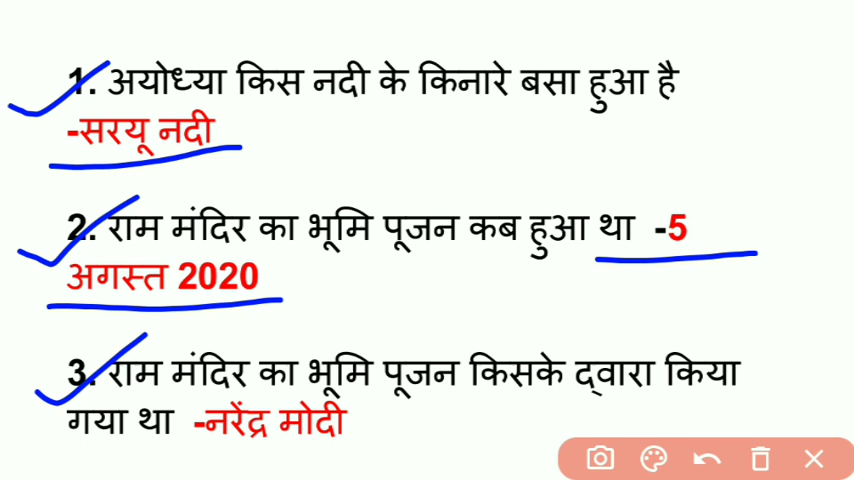 1. अयोध्या किस नदी के किनारे बसा हुआ है
-सरयू नदी
2. राम मंदिर का भूमि पूजन कब हुआ था -5
अगस्त 2020
3. राम मंदिर का भूमि पूजन किसके द्वारा किया
गया था -नरेंद्र मोदी